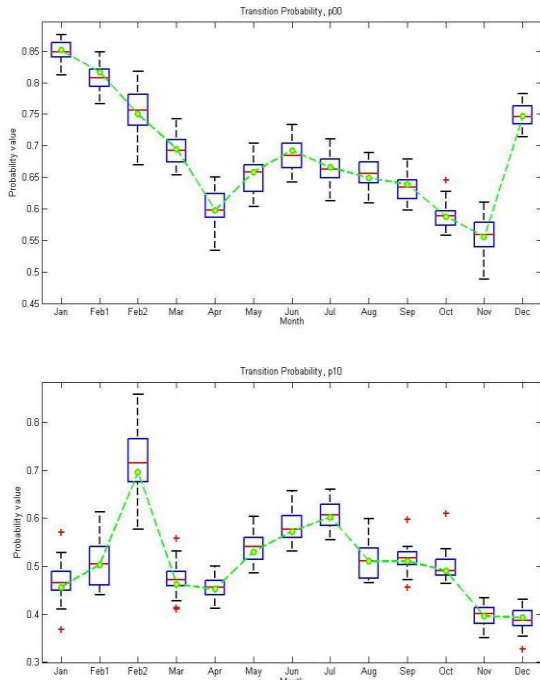 Transition Probability, p00
0.85
0.8
0.75
0.7
0.65
0.6
0.55
0.5
0.45
Probability value
Jan Feb1 Feb2 Mar Apr May Jun Jul Aug Sep Oct Nov Dec
Month
Transition Probability, p10
0.8
0.7
0.6
0.5
0.4
0.3
Probability value
Jan Feb1 Feb2 Mar Apr May Jun Jul Aug Sep Oct Nov Dec
Month